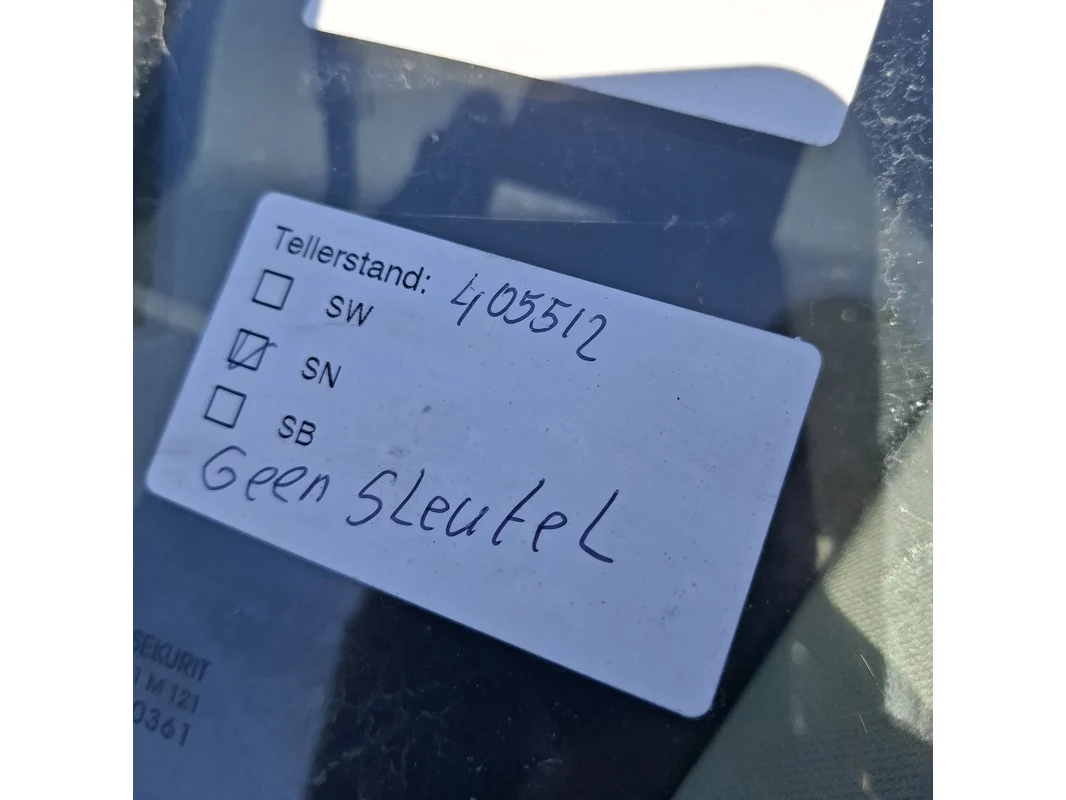 Tellerstand: 405512
SW
SN
SB
Geen Sleutel
SEKURIT
M 121
0361